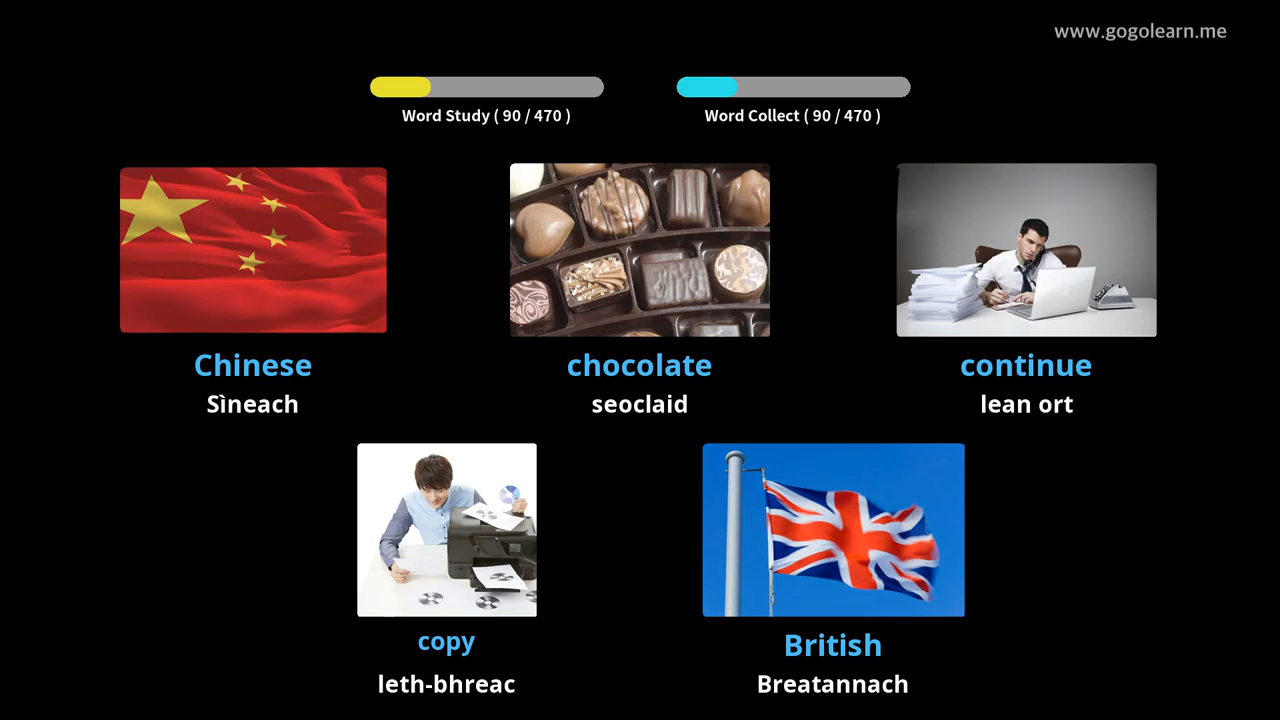 www.gogolearn.me
Word Study ( 90 / 470 )
Word Collect ( 90 / 470 )
Chinese
Sìneach
chocolate
seoclaid
continue
lean ort
copy
leth-bhreac
British
Breatannach